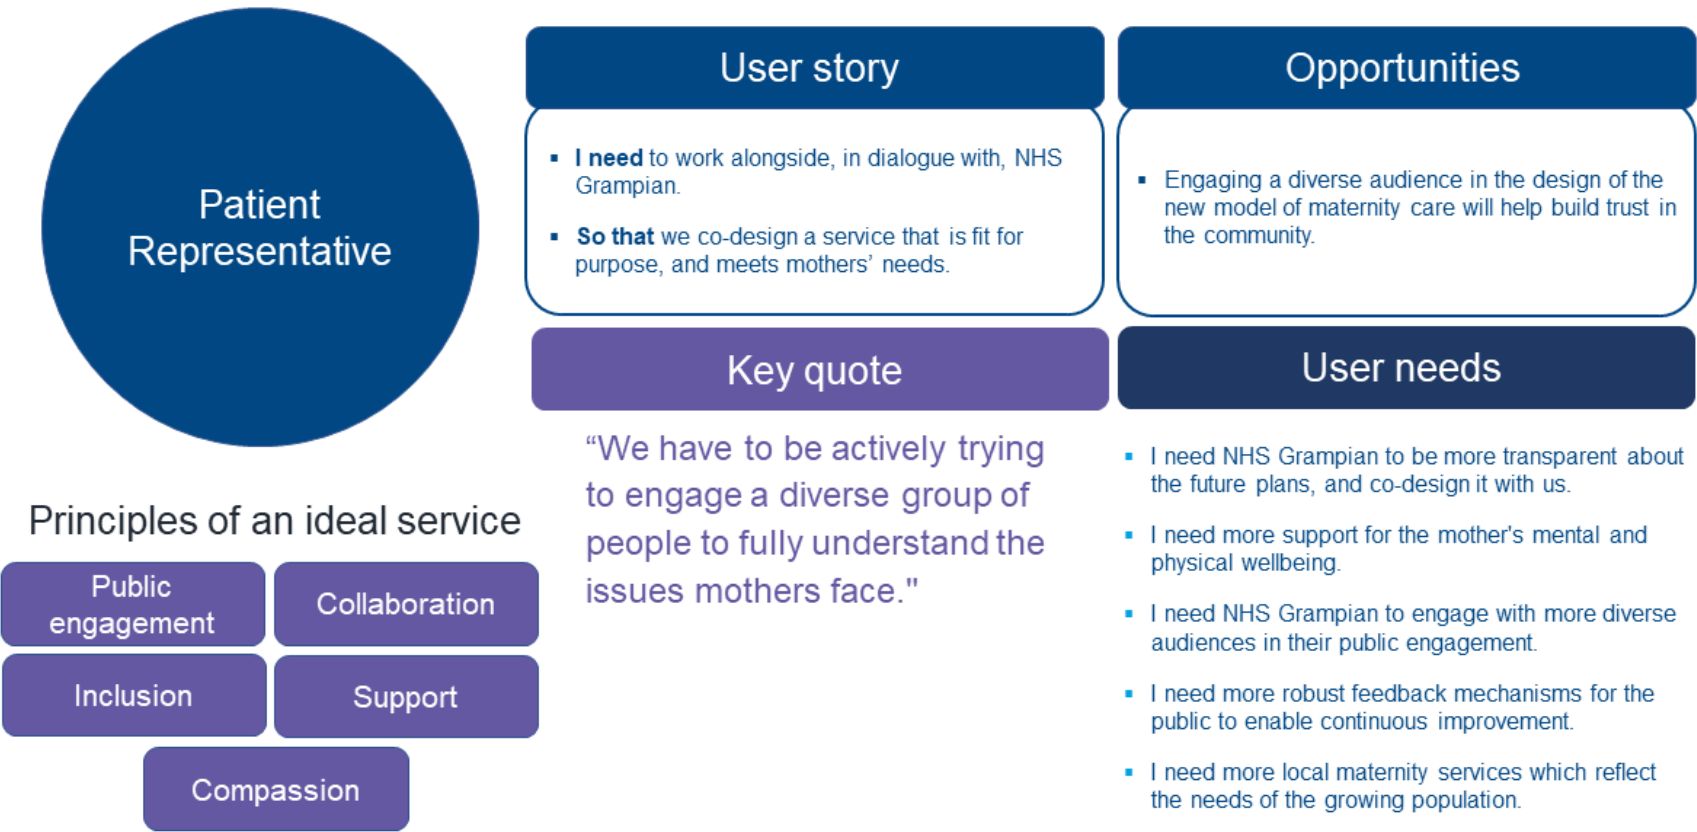 Patient
Representative
Principles of an ideal service
Public
engagement
Collaboration
Inclusion
Support
Compassion
User story
▪ I need to work alongside, in dialogue with, NHS
Grampian.
▪ So that we co-design a service that is fit for
purpose, and meets mothers’ needs.
Opportunities
▪ Engaging a diverse audience in the design of the
new model of maternity care will help build trust in
the community.
Key quote
“We have to be actively trying
to engage a diverse group of
people to fully understand the
issues mothers face."
User needs
▪ I need NHS Grampian to be more transparent about
the future plans, and co-design it with us.
▪ I need more support for the mother's mental and
physical wellbeing.
▪ I need NHS Grampian to engage with more diverse
audiences in their public engagement.
▪ I need more robust feedback mechanisms for the
public to enable continuous improvement.
▪ I need more local maternity services which reflect
the needs of the growing population.